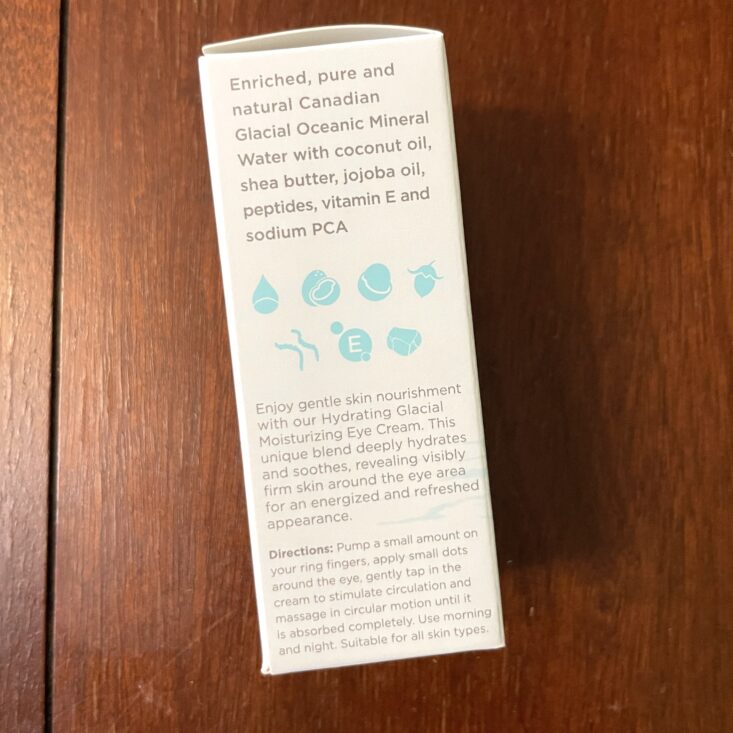 Enriched, pure and
natural Canadian
Glacial Oceanic Mineral
Water with coconut oil,
shea butter, jojoba oil,
peptides, vitamin E and
sodium PCA
E
Enjoy gentle skin nourishment
with our Hydrating Glacial
Moisturizing Eye Cream. This
unique blend deeply hydrates
and soothes, revealing visibly
firm skin around the eye area
for an energized and refreshed
appearance.
Directions: Pump a small amount on
your ring fingers, apply small dots
around the eye, gently tap in the
cream to stimulate circulation and
massage in circular motion until it
is absorbed completely. Use morning
and night. Suitable for all skin types.